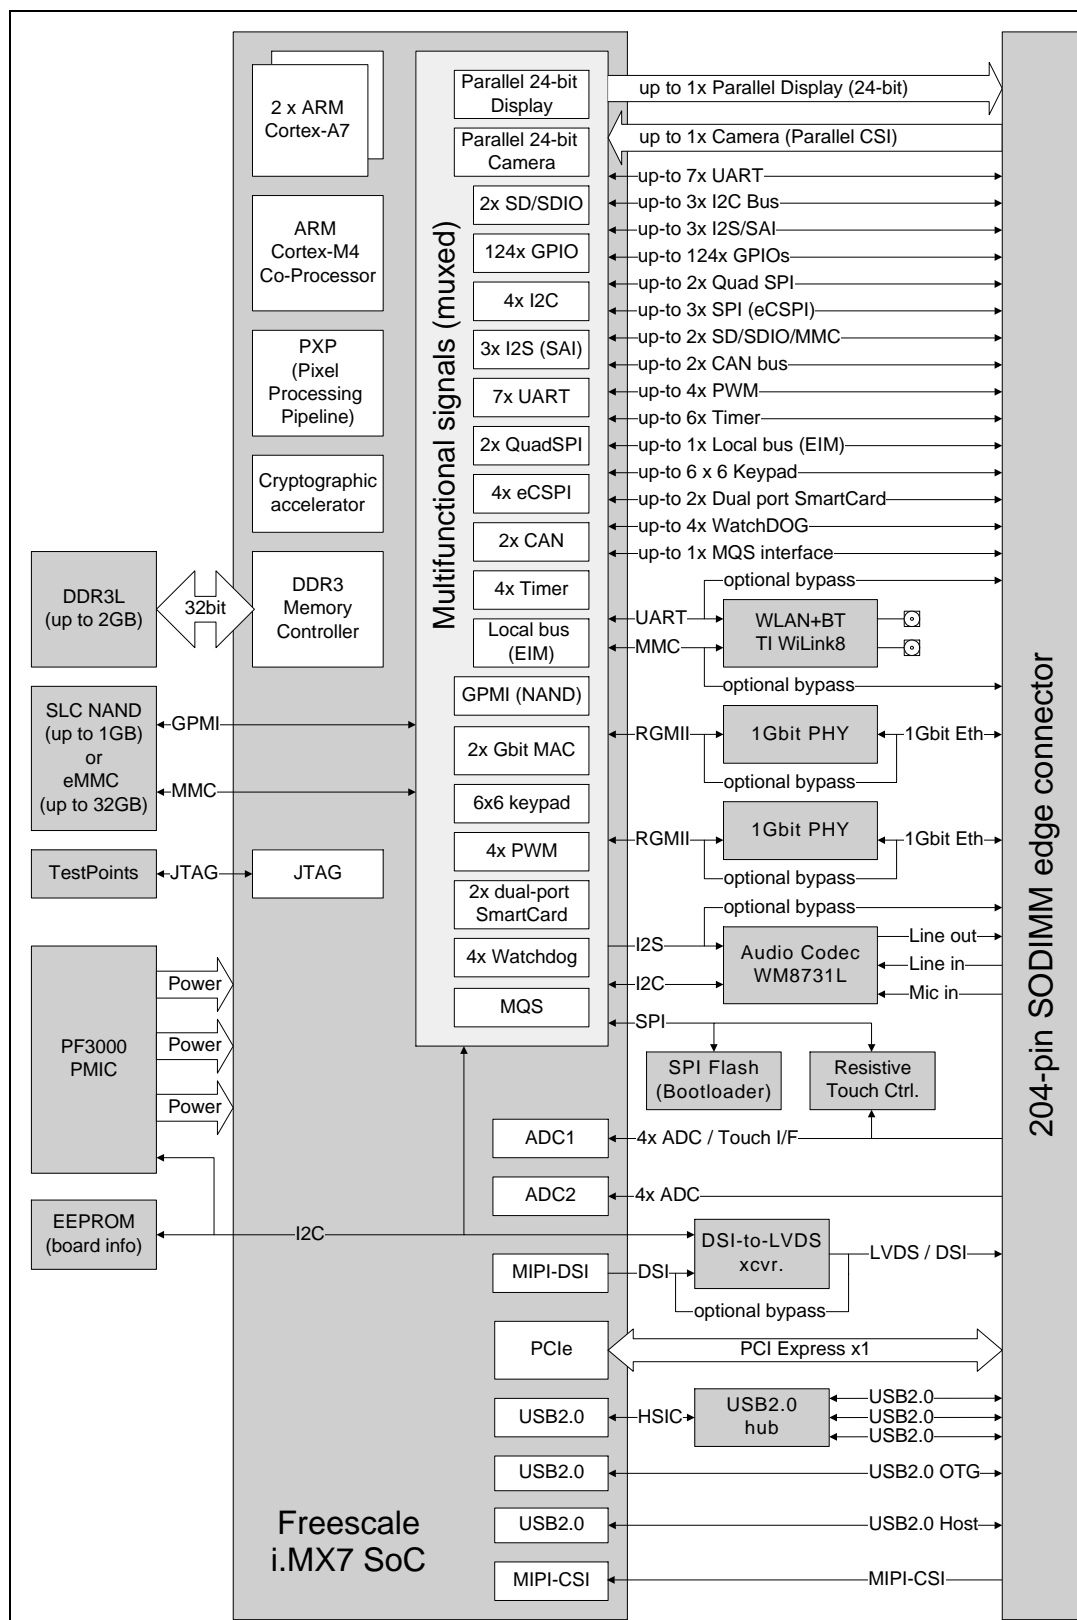 2 x ARM
Cortex-A7
ARM
Cortex-M4
Co-Processor
PXP
(Pixel
Processing
Pipeline)
Cryptographic
accelerator
DDR3L
(up to 2GB)
32bit
DDR3
Memory
Controller
SLC NAND
(up to 1GB)
or
eMMC
(up to 32GB)
GPMI
MMC
TestPoints
JTAG
JTAG
PF3000
PMIC
Power
Power
Power
EEPROM
(board info)
I2C
Freescale
i.MX7 SoC
Multifunctional signals (muxed)
Parallel 24-bit
Display
Parallel 24-bit
Camera
2x SD/SDIO
124x GPIO
4x I2C
3x I2S (SAI)
7x UART
2x QuadSPI
4x eCSPI
2x CAN
4x Timer
Local bus
(EIM)
GPMI (NAND)
2x Gbit MAC
6x6 keypad
4x PWM
2x dual-port
SmartCard
4x Watchdog
MQS
ADC1
ADC2
MIPI-DSI
PCIe
USB2.0
USB2.0
USB2.0
MIPI-CSI
up to 1x Parallel Display (24-bit)
up to 1x Camera (Parallel CSI)
up-to 7x UART
up-to 3x I2C Bus
up-to 3x I2S/SAI
up-to 124x GPIOs
up-to 2x Quad SPI
up-to 3x SPI (eCSPI)
up-to 2x SD/SDIO/MMC
up-to 2x CAN bus
up-to 4x PWM
up-to 6x Timer
up-to 1x Local bus (EIM)
up-to 6 x 6 Keypad
up-to 2x Dual port SmartCard
up-to 4x WatchDOG
up-to 1x MQS interface
optional bypass
UART
MMC
WLAN+BT
TI WiLink8
optional bypass
RGMII
1Gbit PHY
1Gbit Eth
optional bypass
RGMII
1Gbit PHY
1Gbit Eth
optional bypass
optional bypass
I2S
I2C
Audio Codec
WM8731L
Line out
Line in
Mic in
SPI
SPI Flash
(Bootloader)
Resistive
Touch Ctrl.
4x ADC / Touch I/F
4x ADC
DSI
DSI-to-LVDS
xcvr.
LVDS / DSI
optional bypass
PCI Express x1
HSIC
USB2.0
hub
USB2.0
USB2.0
USB2.0
USB2.0 OTG
USB2.0 Host
MIPI-CSI
204-pin SODIMM edge connector